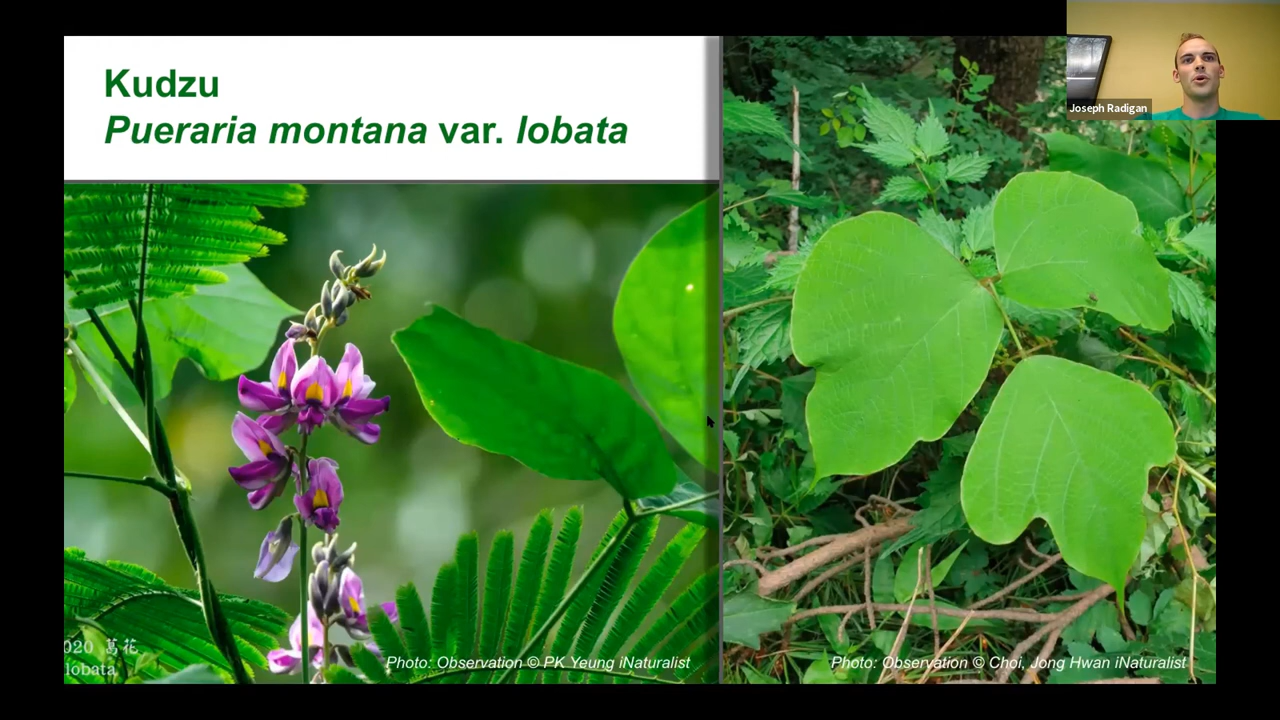 Kudzu
Pueraria montana var. lobata
Joseph Radigan
020 葛花
lobata
Photo: Observation © PK Yeung iNaturalist
Photo: Observation © Choi, Jong Hwan iNaturalist